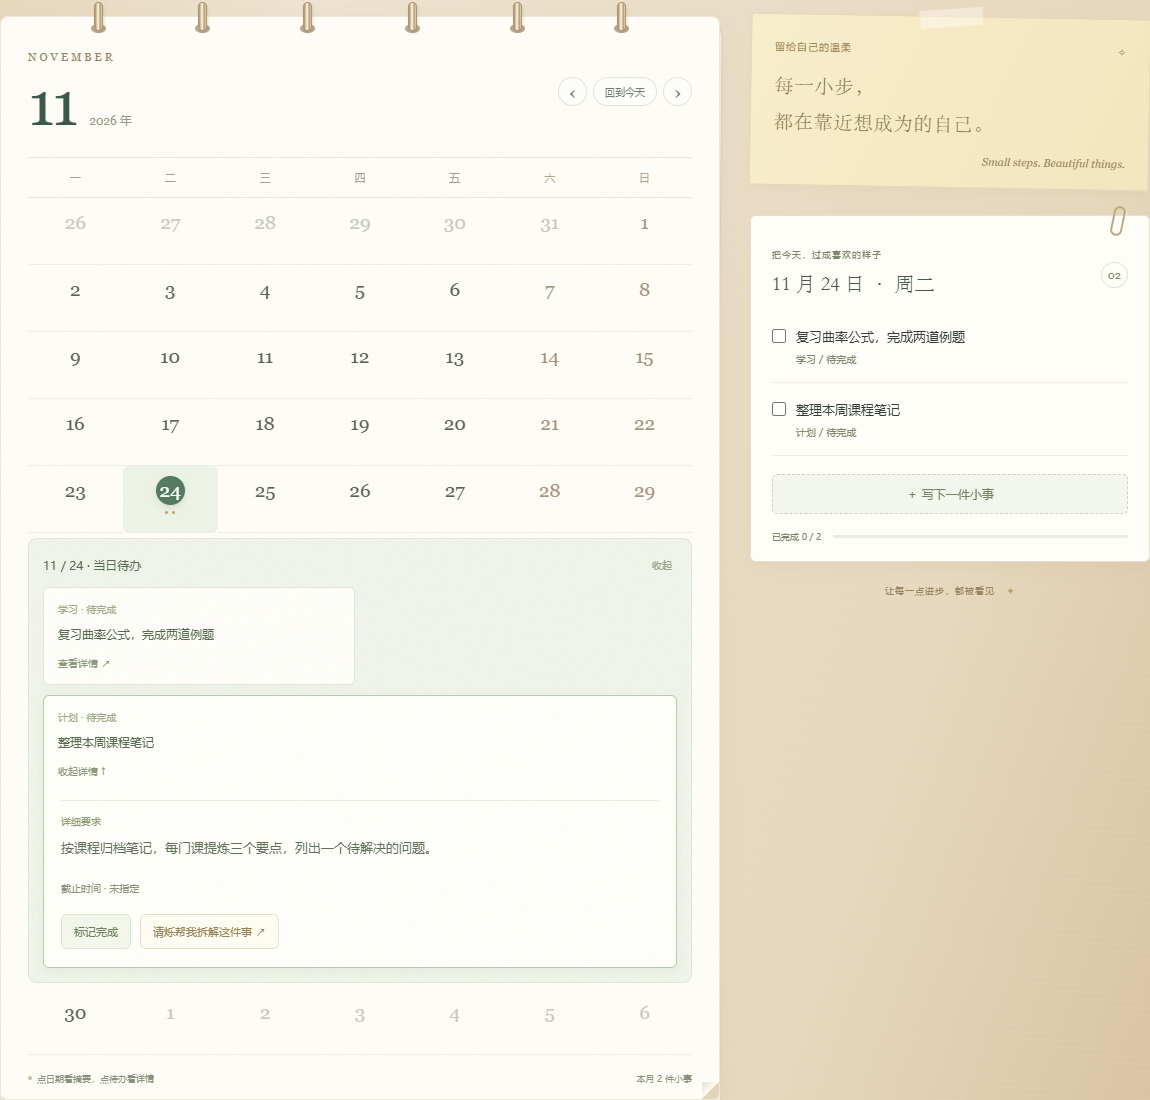 NOVEMBER
11 2026 年
‹ 回到今天 ›
一 二 三 四 五 六 日
26 27 28 29 30 31 1
2 3 4 5 6 7 8
9 10 11 12 13 14 15
16 17 18 19 20 21 22
23 24 25 26 27 28 29
11 / 24 · 当日待办 收起
学习 · 待完成
复习曲率公式，完成两道例题
查看详情 ↗
计划 · 待完成
整理本周课程笔记
收起详情 ↑
详细要求
按课程归档笔记，每门课提炼三个要点，列出一个待解决的问题。
截止时间 · 未指定
标记完成 请烁帮我拆解这件事 ↗
30 1 2 3 4 5 6
点日期看摘要，点待办看详情 本月 2 件小事
留给自己的温柔
每一小步，
都在靠近想成为的自己。
Small steps. Beautiful things.
把今天，过成喜欢的样子
11 月 24 日 · 周二 02
复习曲率公式，完成两道例题
学习 / 待完成
整理本周课程笔记
计划 / 待完成
+ 写下一件小事
已完成 0 / 2
让每一点进步，都被看见